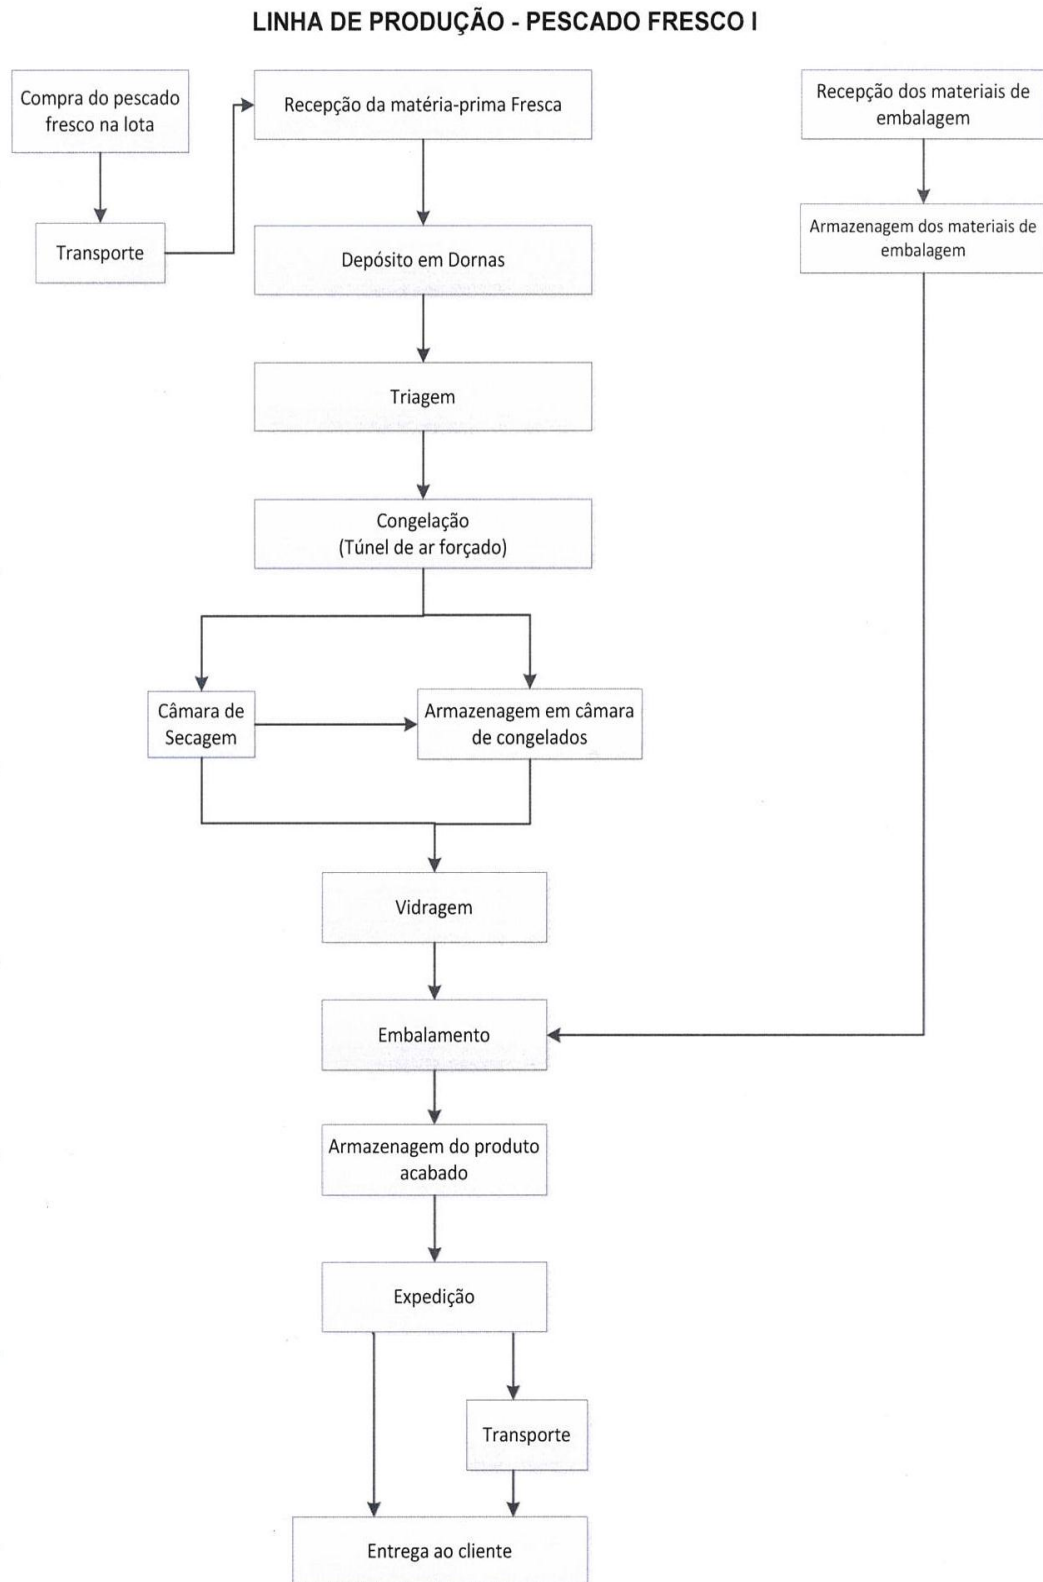 LINHA DE PRODUÇÃO - PESCADO FRESCO I
Compra do pescado
fresco na lota
Transporte
Recepção da matéria-prima Fresca
Recepção dos materiais de
embalagem
Armazenagem dos materiais de
embalagem
Depósito em Dornas
Triagem
Congelação
(Túnel de ar forçado)
Câmara de
Secagem
Armazenagem em câmara
de congelados
Vidragem
Embalamento
Armazenagem do produto
acabado
Expedição
Transporte
Entrega ao cliente